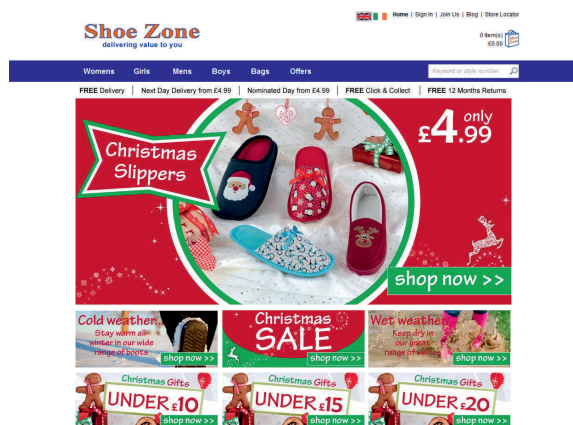 Home | Sign In | Join Us | Blog | Store Locator
Shoe Zone
delivering value to you
0 Item(s)
£0.00
Womens Girls Mens Boys Bags Offers
Keyword or style number
FREE Delivery | Next Day Delivery from £4.99 | Nominated Day from £4.99 | FREE Click & Collect | FREE 12 Months Returns
Christmas
Slippers
only
£4.99
shop now >>
Cold weather...
Stay warm all
winter in our wide
range of boots
shop now >>
Christmas
SALE
shop now >>
Wet weather...
Keep dry in
our great
range of wellies
shop now >>
Christmas Gifts
UNDER £10
shop now >>
Christmas Gifts
UNDER £15
shop now >>
Christmas Gifts
UNDER £20
shop now >>